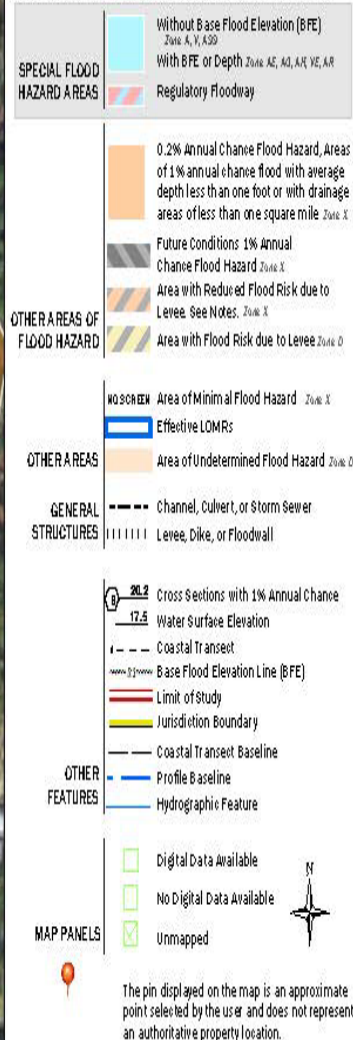 SPECIAL FLOOD
HAZARD AREAS
Without Base Flood Elevation (BFE)
Zone A, V, A99
With BFE or Depth Zone AE, AO, AH, VE, AR
Regulatory Floodway
OTHER AREAS OF
FLOOD HAZARD
0.2% Annual Chance Flood Hazard, Areas
of 1% annual chance flood with average
depth less than one foot or with drainage
areas of less than one square mile Zone X
Future Conditions 1% Annual
Chance Flood Hazard Zone X
Area with Reduced Flood Risk due to
Levee. See Notes. Zone X
Area with Flood Risk due to Levee Zone D
OTHER AREAS
NO SCREEN Area of Minimal Flood Hazard Zone X
Effective LOMRs
Area of Undetermined Flood Hazard Zone D
GENERAL
STRUCTURES
Channel, Culvert, or Storm Sewer
Levee, Dike, or Floodwall
OTHER
FEATURES
B 20.2 Cross Sections with 1% Annual Chance
17.5 Water Surface Elevation
Coastal Transect
Base Flood Elevation Line (BFE)
Limit of Study
Jurisdiction Boundary
Coastal Transect Baseline
Profile Baseline
Hydrographic Feature
MAP PANELS
Digital Data Available
No Digital Data Available
Unmapped
N
The pin displayed on the map is an approximate
point selected by the user and does not represent
an authoritative property location.